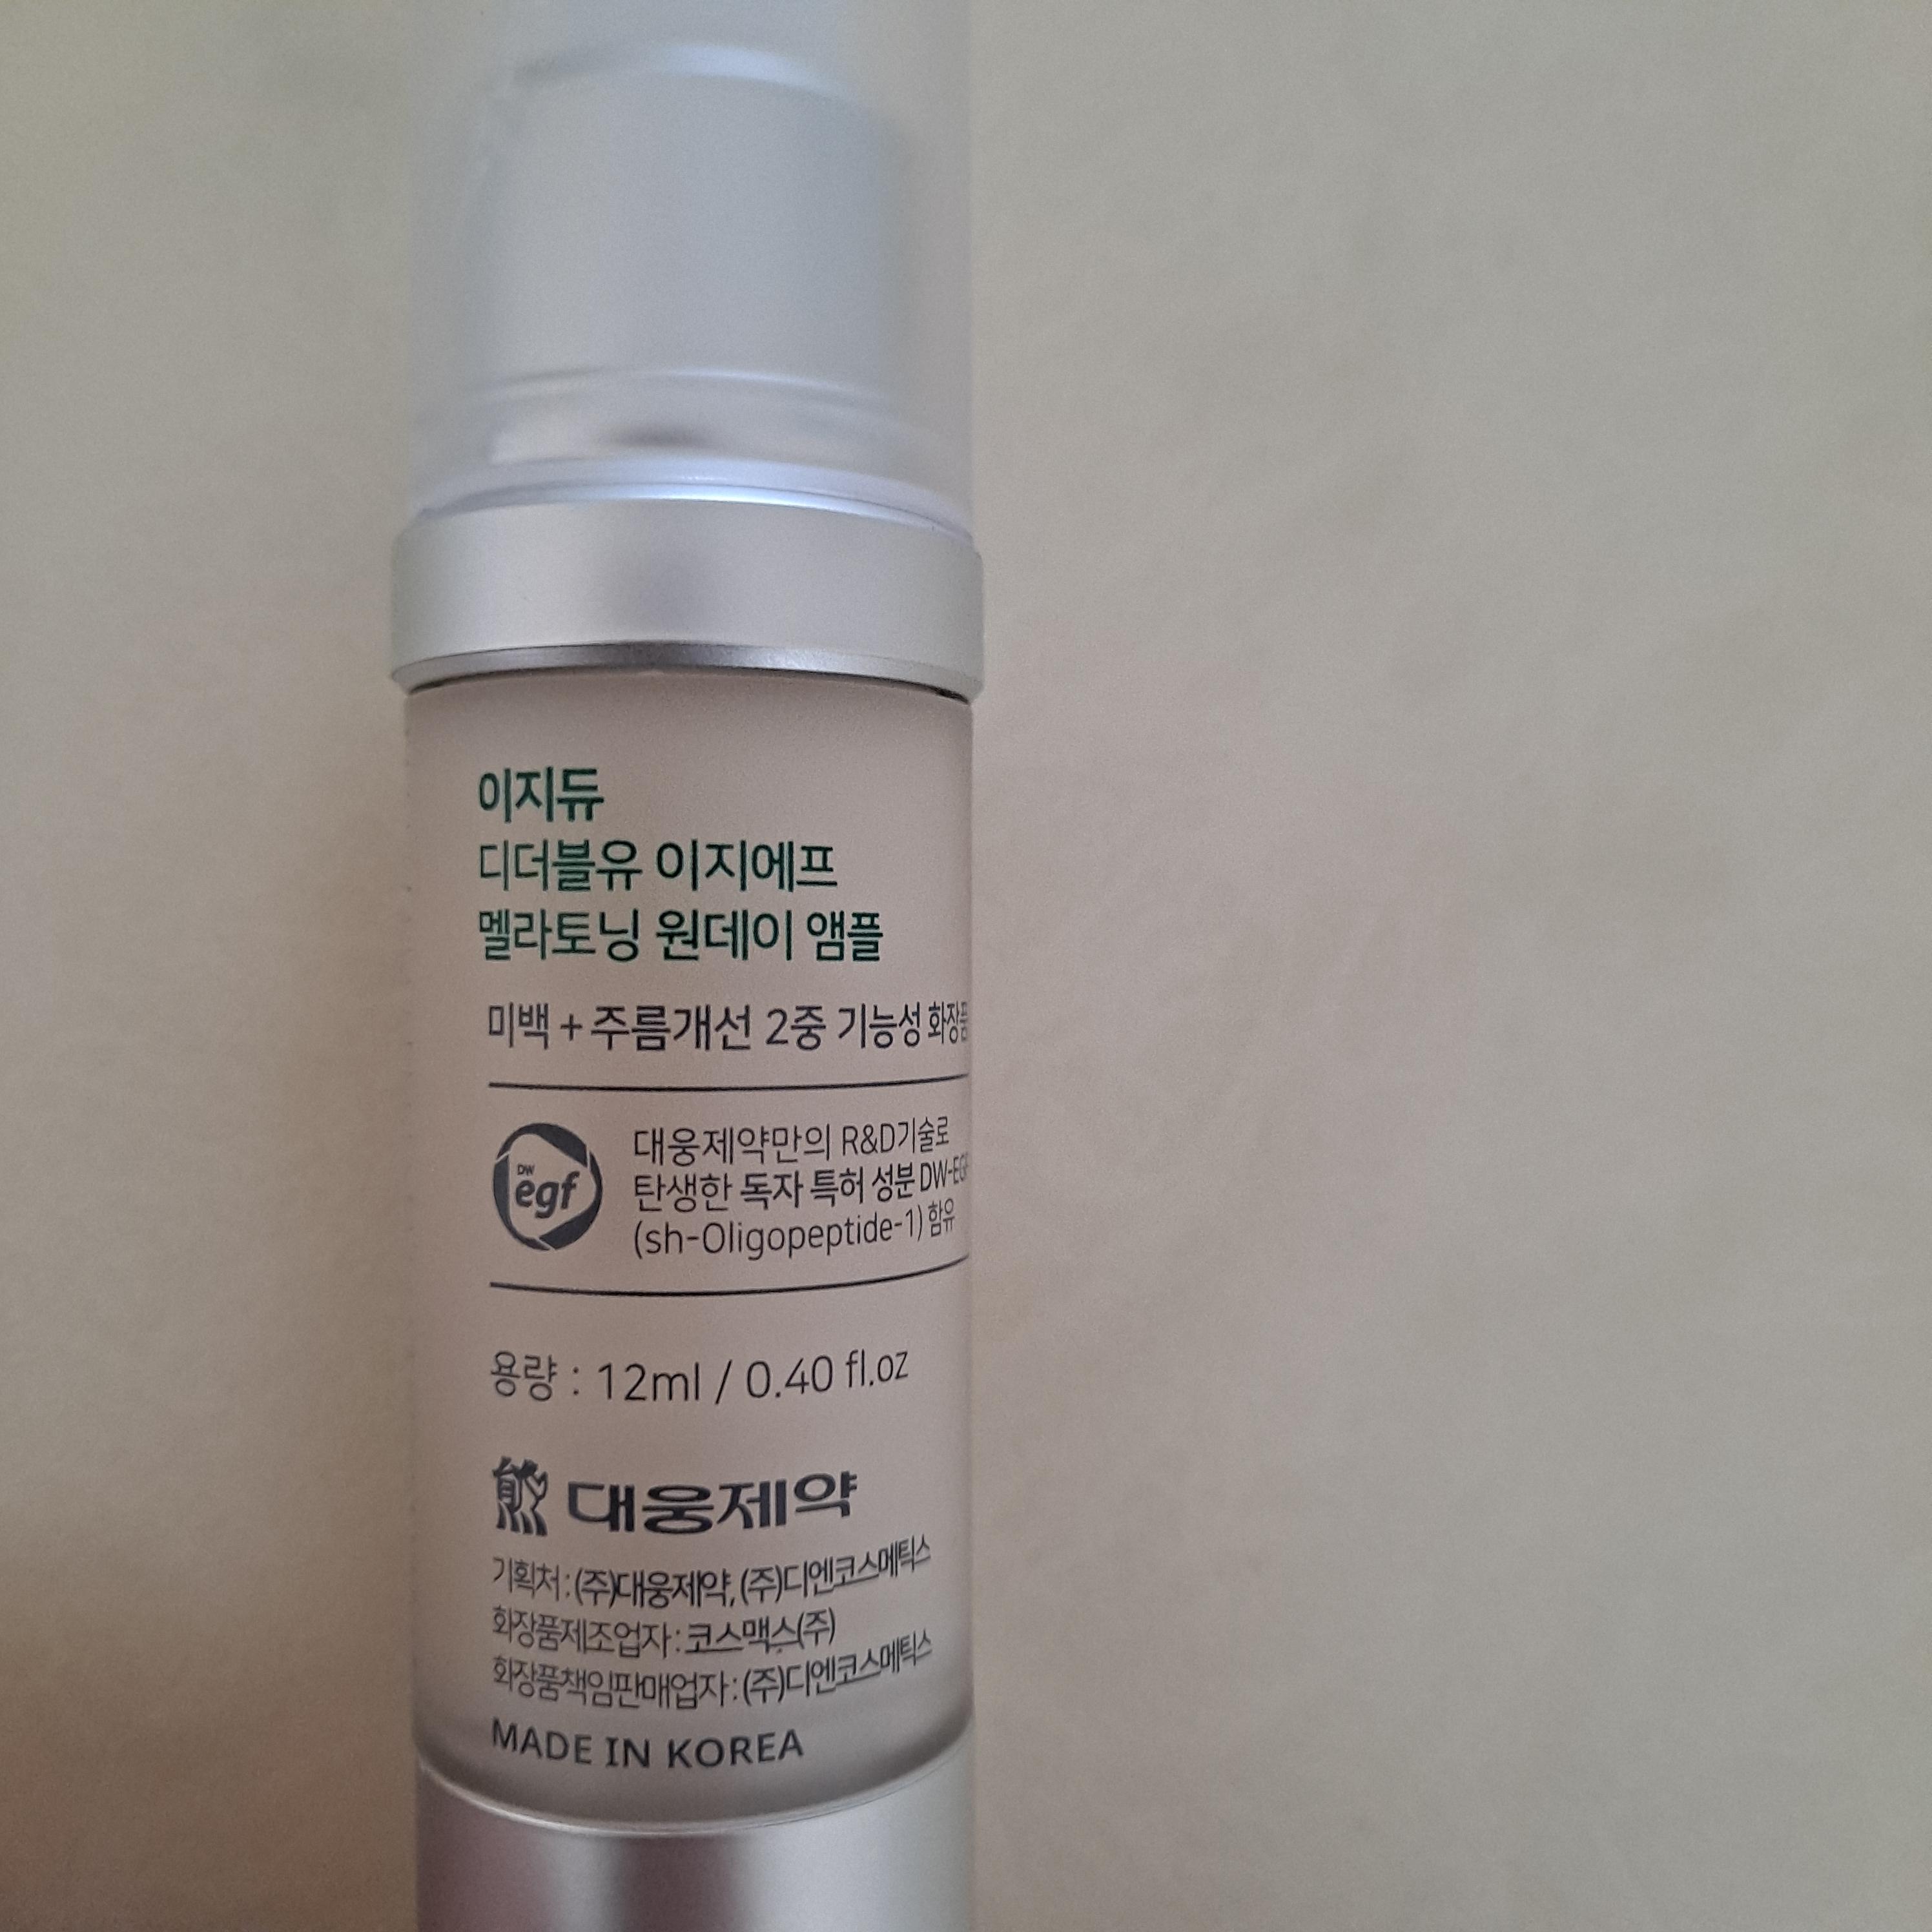 이지듀
디더블유 이지에프
멜라토닝 원데이 앰플
미백 + 주름개선 2중 기능성 화장품
DW
egf
대웅제약만의 R&D기술로
탄생한 독자 특허 성분 DW-EGF
(sh-Oligopeptide-1) 함유
용량 : 12ml / 0.40 fl.oz
대웅제약
기획처 : (주)대웅제약, (주)디엔코스메틱스
화장품제조업자 : 코스맥스(주)
화장품책임판매업자 : (주)디엔코스메틱스
MADE IN KOREA